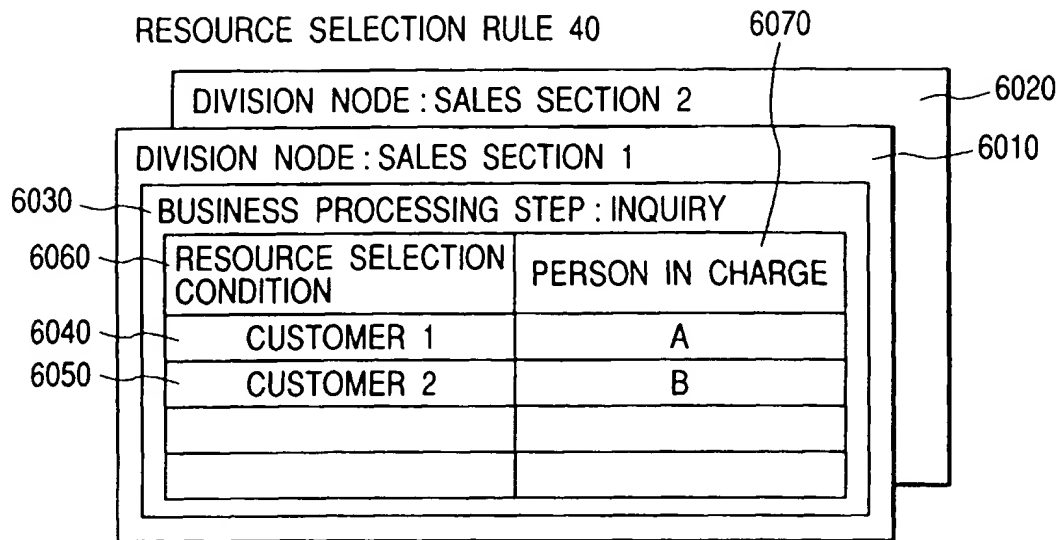 RESOURCE SELECTION RULE 40
6070
DIVISION NODE : SALES SECTION 2
6020
DIVISION NODE : SALES SECTION 1
6010
6030
BUSINESS PROCESSING STEP : INQUIRY
6060
RESOURCE SELECTION
CONDITION
PERSON IN CHARGE
6040
CUSTOMER 1
A
6050
CUSTOMER 2
B